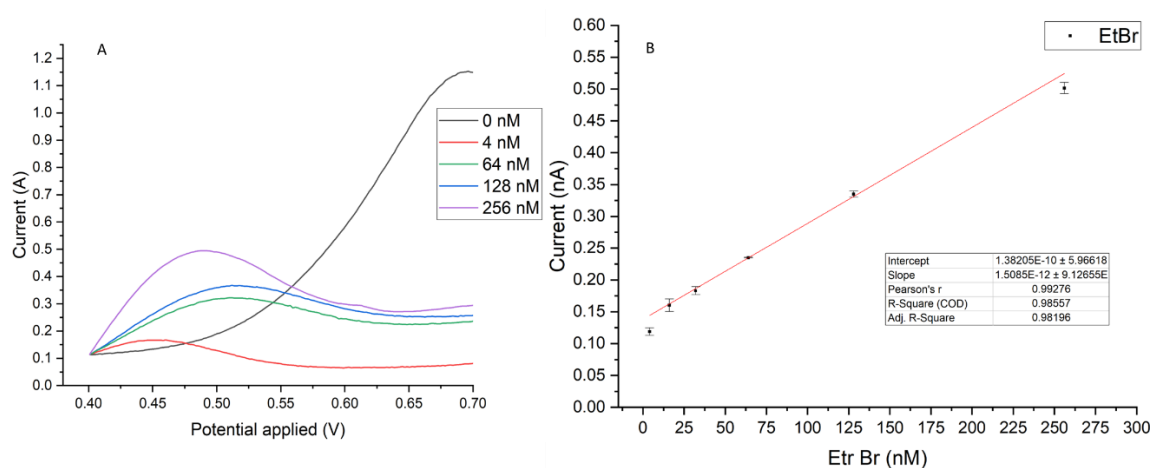 A
1.2
1.1
1.0
0.9
0.8
0.7
0.6
0.5
0.4
0.3
0.2
0.1
0.0
Current (A)
0.40 0.45 0.50 0.55 0.60 0.65 0.70
Potential applied (V)
0 nM
4 nM
64 nM
128 nM
256 nM
B
EtBr
0.60
0.55
0.50
0.45
0.40
0.35
0.30
0.25
0.20
0.15
0.10
0.05
0.00
Current (nA)
0 25 50 75 100 125 150 175 200 225 250 275 300
Etr Br (nM)
Intercept 1.38205E-10 ± 5.96618
Slope 1.5085E-12 ± 9.12655E
Pearson's r 0.99276
R-Square (COD) 0.98557
Adj. R-Square 0.98196